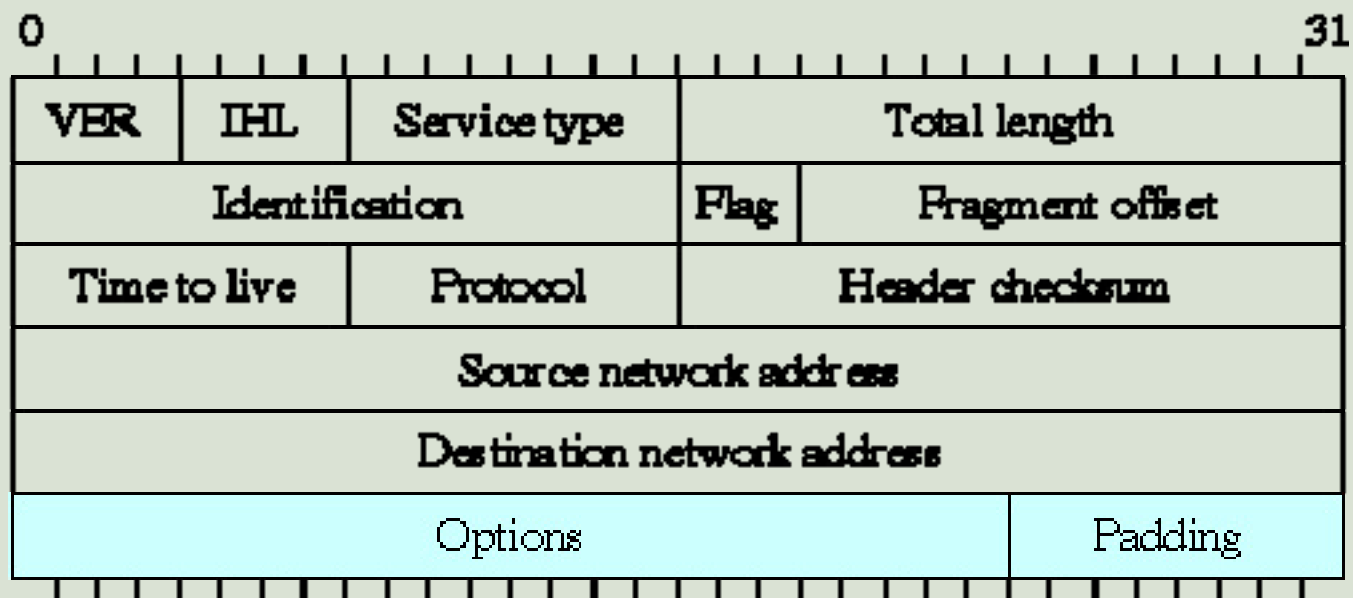 0 31
VER IHL Service type Total length
Identification Flag Fragment offset
Time to live Protocol Header checksum
Source network address
Destination network address
Options Padding